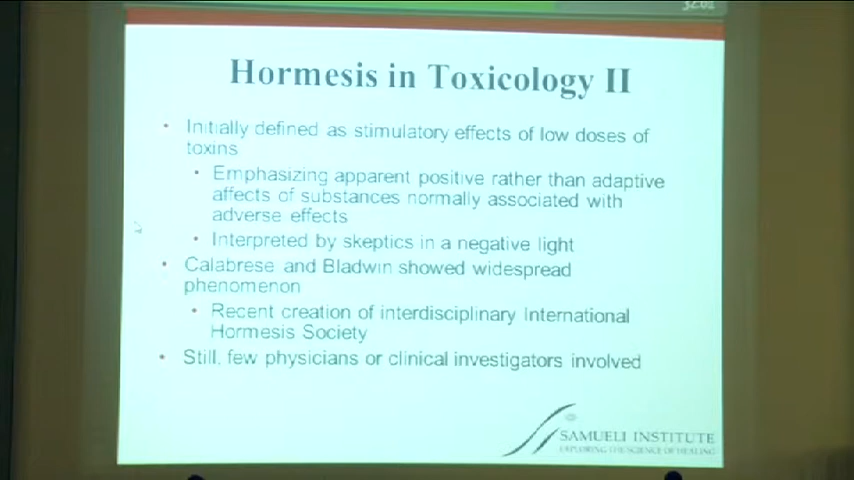 Hormesis in Toxicology II
• Initially defined as stimulatory effects of low doses of
toxins
• Emphasizing apparent positive rather than adaptive
affects of substances normally associated with
adverse effects
• Interpreted by skeptics in a negative light
• Calabrese and Bladwin showed widespread
phenomenon
• Recent creation of interdisciplinary International
Hormesis Society
• Still, few physicians or clinical investigators involved
SAMUELI INSTITUTE
EXPLORING THE SCIENCE OF HEALING